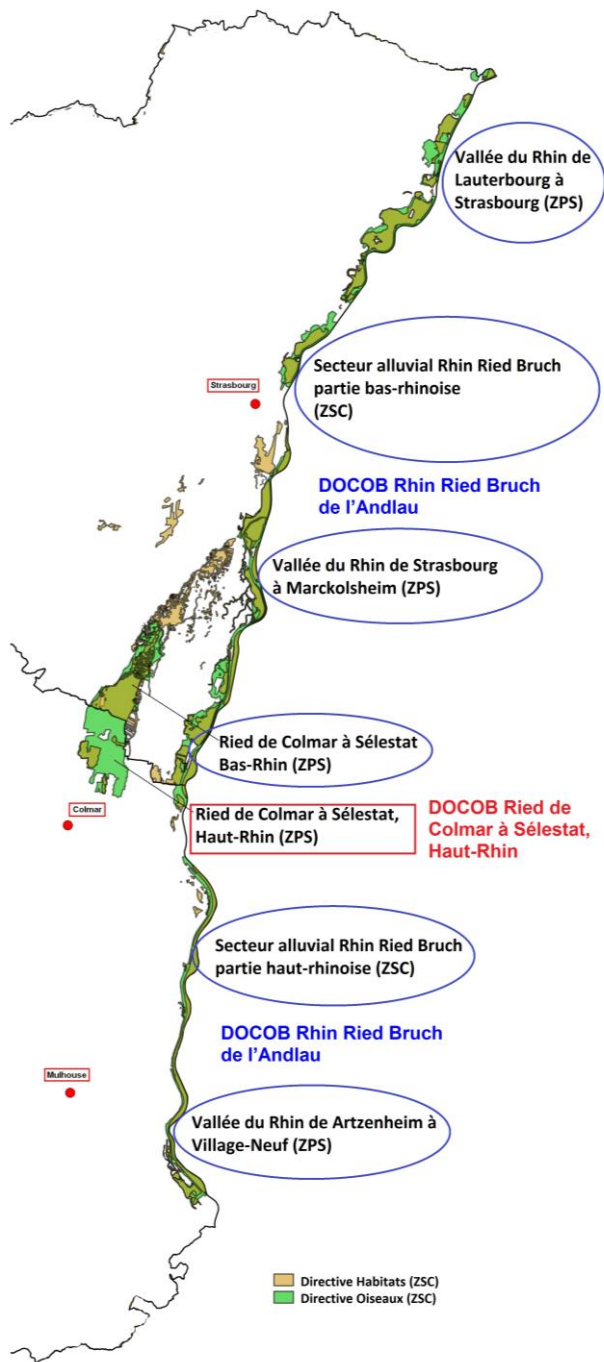 Vallée du Rhin de
Lauterbourg à
Strasbourg (ZPS)
Secteur alluvial Rhin Ried Bruch
partie bas-rhinoise
(ZSC)
Strasbourg
DOCOB Rhin Ried Bruch
de l'Andlau
Vallée du Rhin de Strasbourg
à Marckolsheim (ZPS)
Ried de Colmar à Sélestat
Bas-Rhin (ZPS)
Colmar
Ried de Colmar à Sélestat,
Haut-Rhin (ZPS)
DOCOB Ried de
Colmar à Sélestat,
Haut-Rhin
Secteur alluvial Rhin Ried Bruch
partie haut-rhinoise (ZSC)
DOCOB Rhin Ried Bruch
de l'Andlau
Mulhouse
Vallée du Rhin de Artzenheim à
Village-Neuf (ZPS)
Directive Habitats (ZSC)
Directive Oiseaux (ZSC)